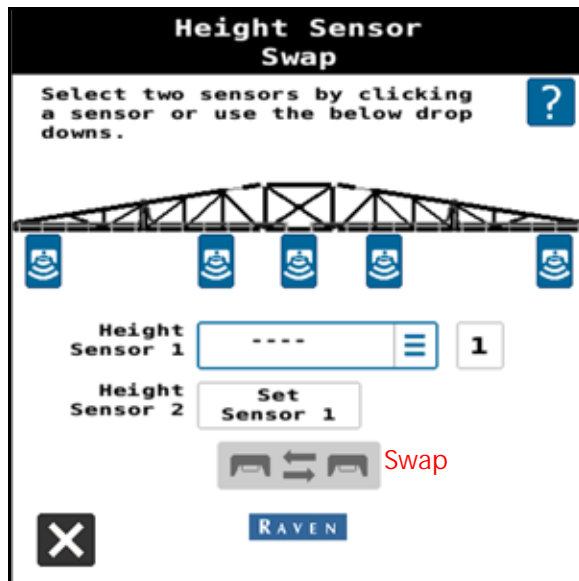 Height Sensor
Swap
Select two sensors by clicking
a sensor or use the below drop
downs.
?
Height
Sensor 1
----
1
Height
Sensor 2
Set
Sensor 1
Swap
RAVEN